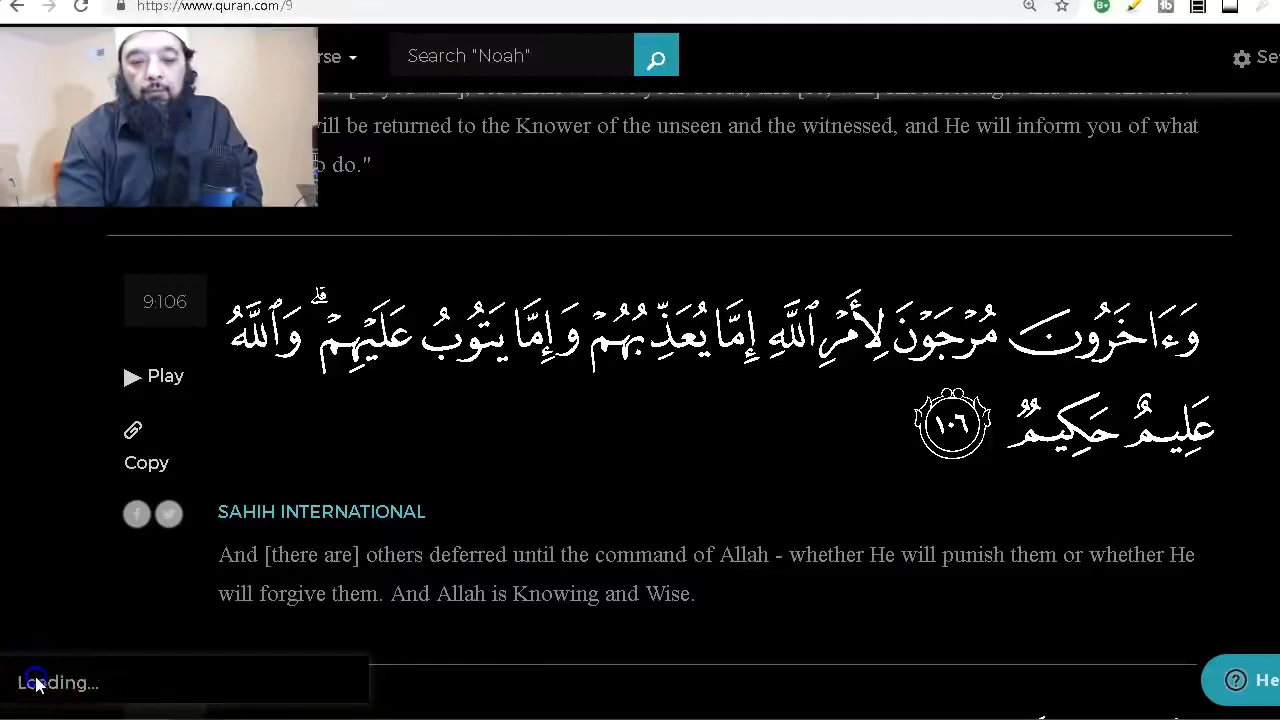 https://www.quran.com/9
Search "Noah"
will be returned to the Knower of the unseen and the witnessed, and He will inform you of what
do."
9:106
وَءَاخَرُونَ مُرْجَوْنَ لِأَمْرِ ٱللَّهِ إِمَّا يُعَذِّبُهُمْ وَإِمَّا يَتُوبُ عَلَيْهِمْ ۗ وَٱللَّهُ
عَلِيمٌ حَكِيمٌ ١٠٦
Play
Copy
SAHIH INTERNATIONAL
And [there are] others deferred until the command of Allah - whether He will punish them or whether He
will forgive them. And Allah is Knowing and Wise.
Loading...
He